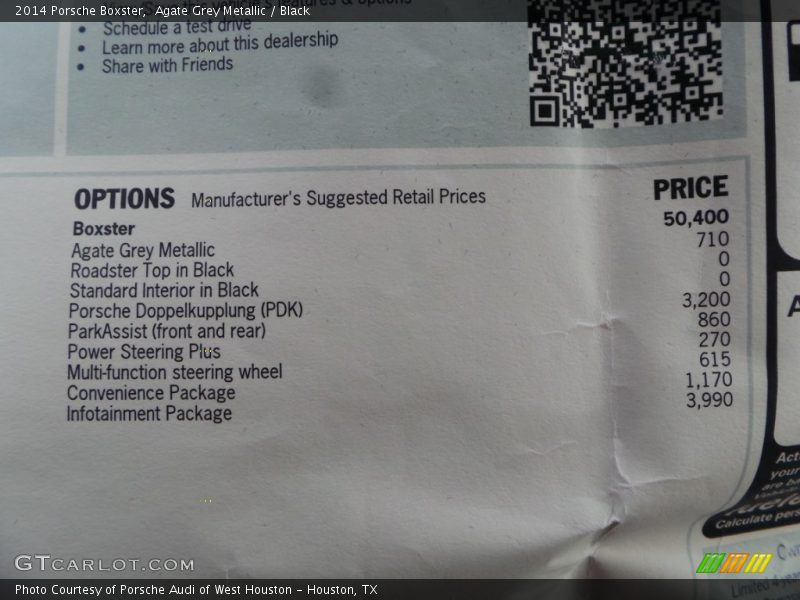 2014 Porsche Boxster, Agate Grey Metallic / Black
• Schedule a test drive
• Learn more about this dealership
• Share with Friends
OPTIONS Manufacturer's Suggested Retail Prices PRICE
Boxster 50,400
Agate Grey Metallic 710
Roadster Top in Black 0
Standard Interior in Black 0
Porsche Doppelkupplung (PDK) 3,200
ParkAssist (front and rear) 860
Power Steering Plus 270
Multi-function steering wheel 615
Convenience Package 1,170
Infotainment Package 3,990
your
are ba
Calculate pers
GTCARLOT.COM
Photo Courtesy of Porsche Audi of West Houston – Houston, TX